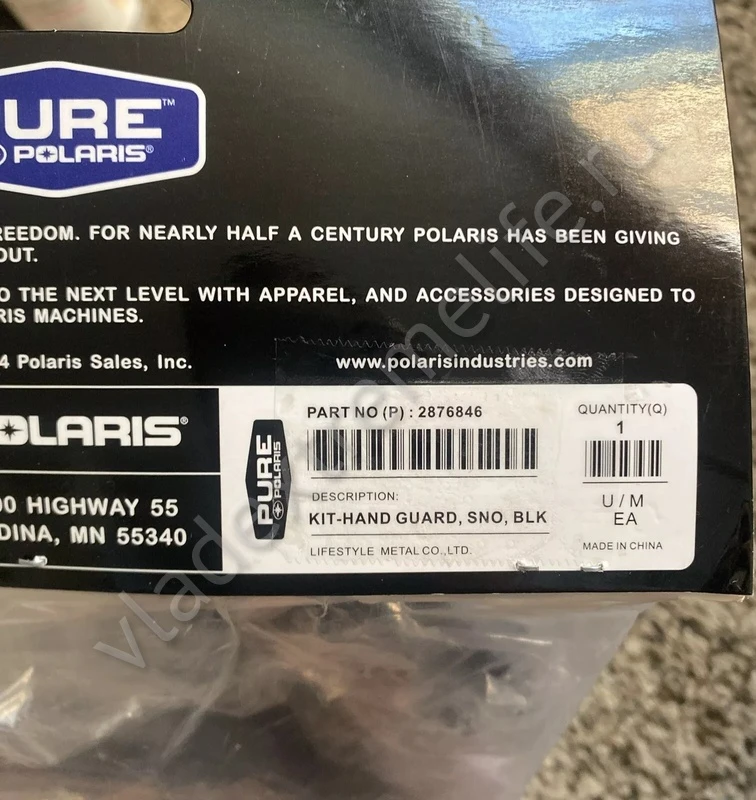 URE™
POLARIS®
REEDOM. FOR NEARLY HALF A CENTURY POLARIS HAS BEEN GIVING
OUT.
O THE NEXT LEVEL WITH APPAREL, AND ACCESSORIES DESIGNED TO
RIS MACHINES.
4 Polaris Sales, Inc.
www.polarisindustries.com
OLARIS®
00 HIGHWAY 55
DINA, MN 55340
PURE
POLARIS
PART NO (P) : 2876846
DESCRIPTION:
KIT-HAND GUARD, SNO, BLK
LIFESTYLE METAL CO., LTD.
QUANTITY(Q)
1
U / M
EA
MADE IN CHINA
vladextremelife.ru